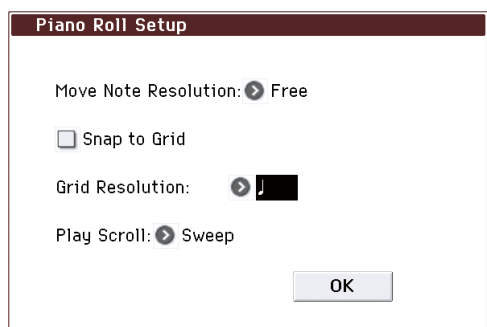 Piano Roll Setup
Move Note Resolution: Free
Snap to Grid
Grid Resolution: ♩
Play Scroll: Sweep
OK